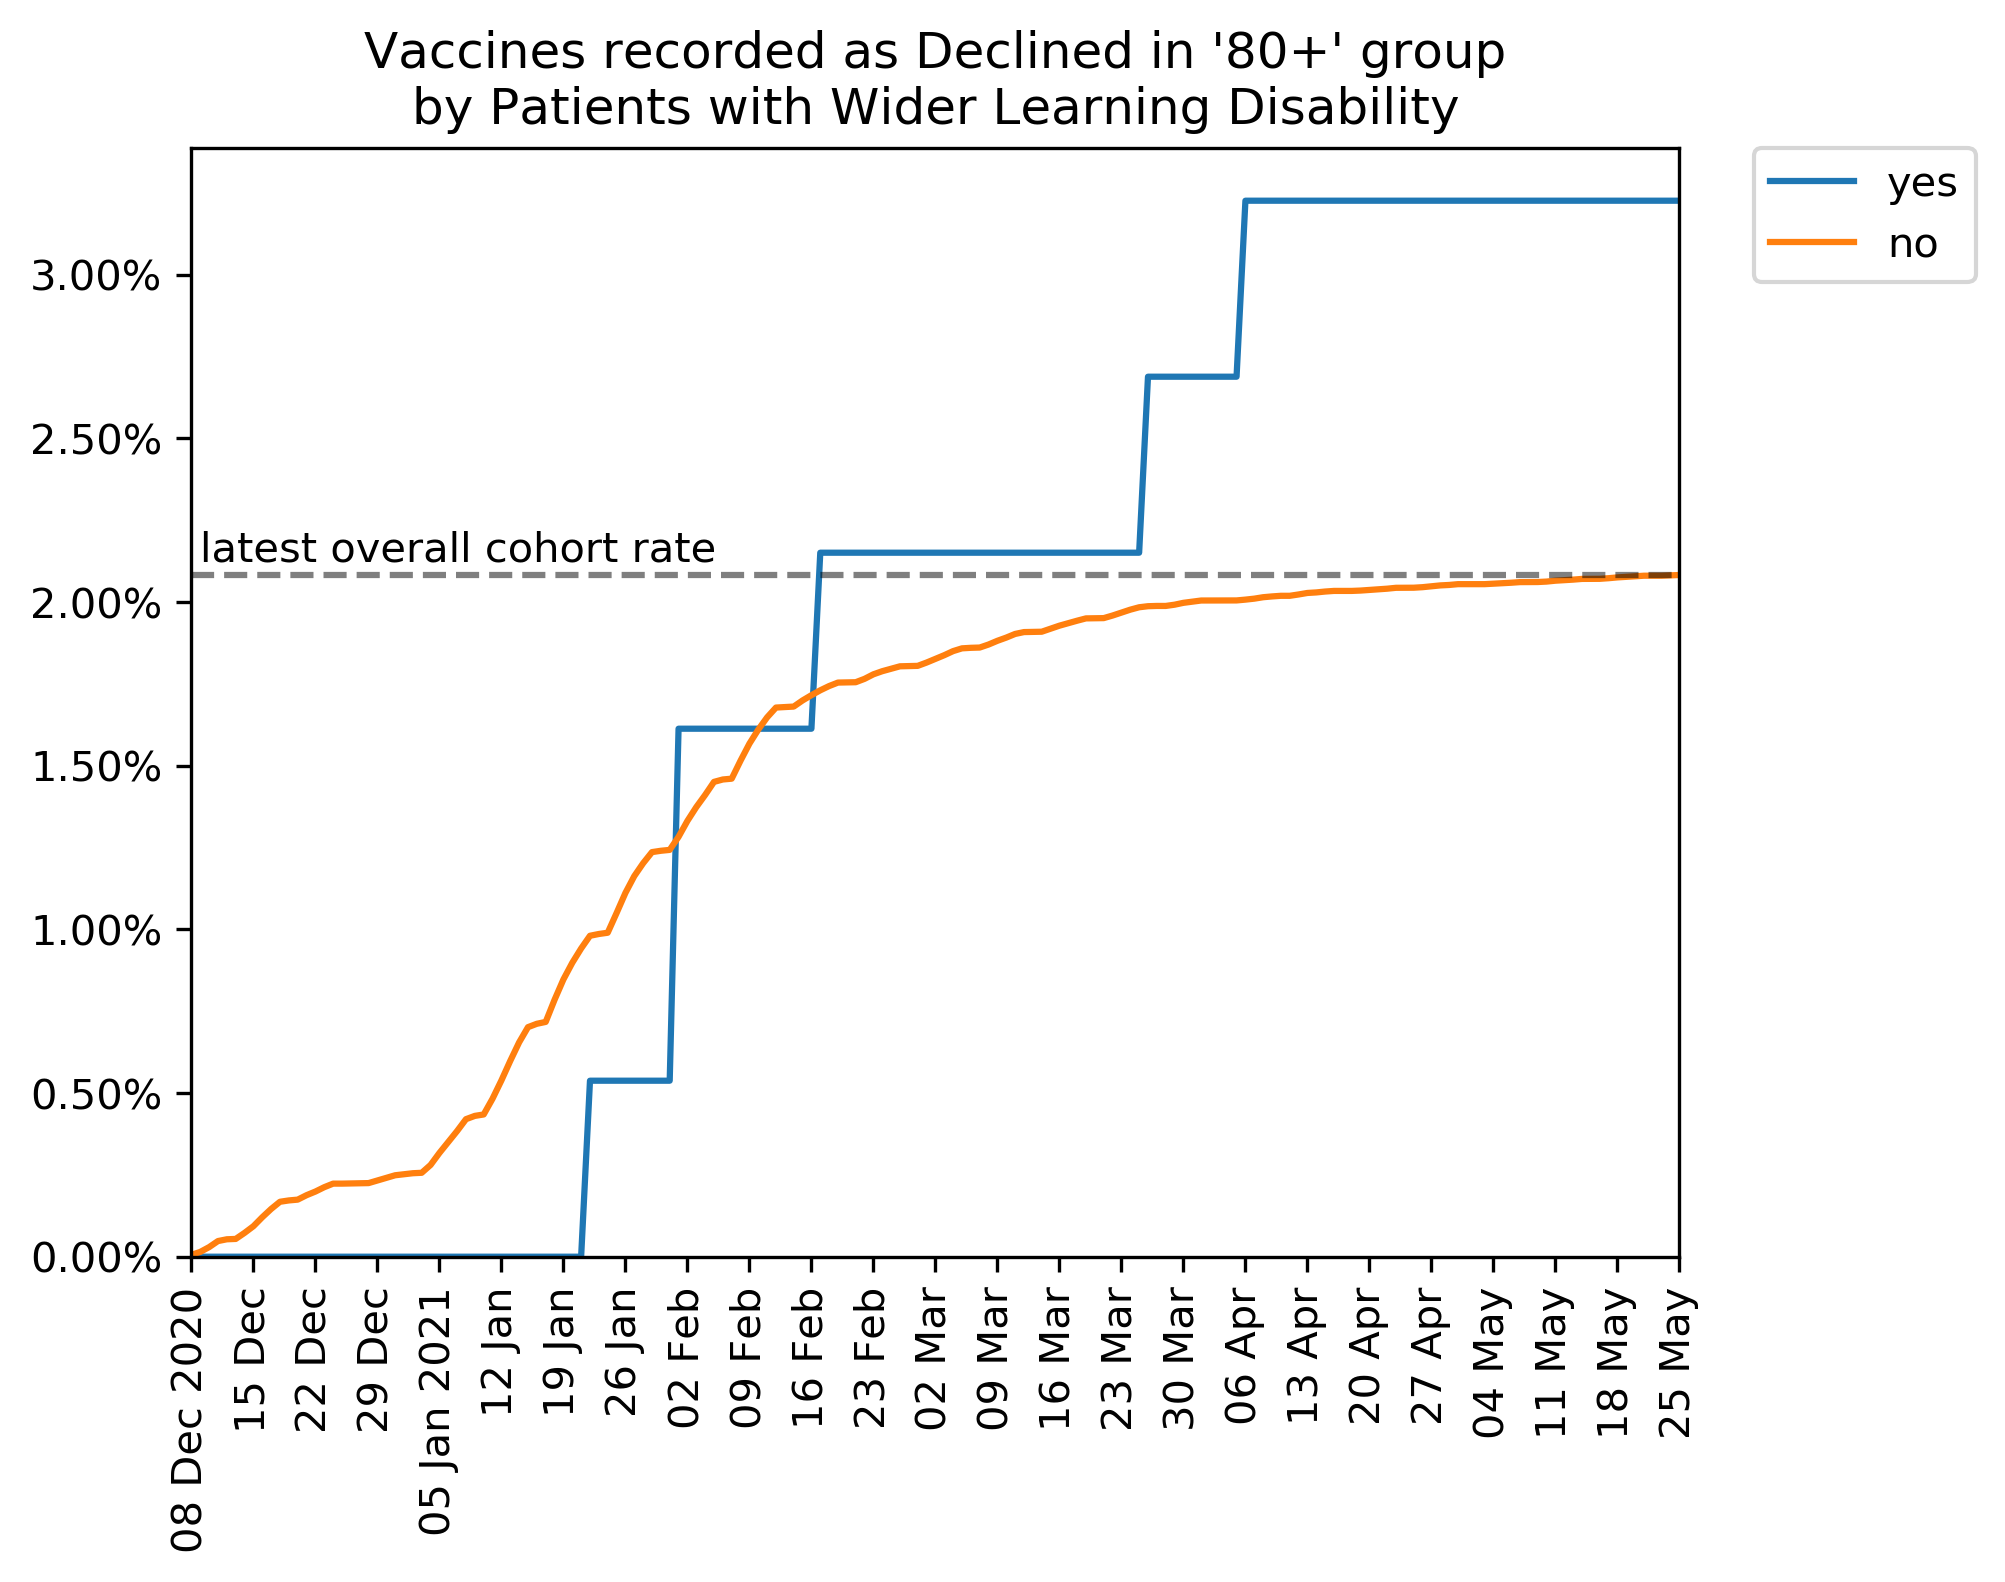 Vaccines recorded as Declined in '80+' group
by Patients with Wider Learning Disability
yes
no
3.00%
2.50%
latest overall cohort rate
2.00%
1.50%
1.00%
0.50%
0.00%
08 Dec 2020
15 Dec
22 Dec
29 Dec
05 Jan 2021
12 Jan
19 Jan
26 Jan
02 Feb
09 Feb
16 Feb
23 Feb
02 Mar
09 Mar
16 Mar
23 Mar
30 Mar
06 Apr
13 Apr
20 Apr
27 Apr
04 May
11 May
18 May
25 May